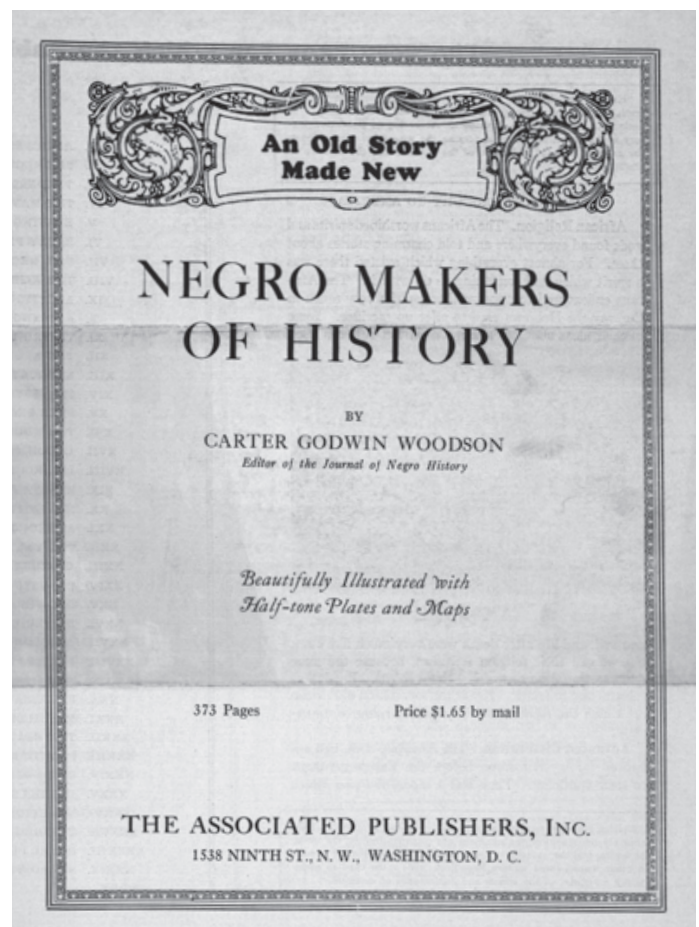 An Old Story
Made New
NEGRO MAKERS
OF HISTORY
BY
CARTER GODWIN WOODSON
Editor of the Journal of Negro History
Beautifully Illustrated with
Half-tone Plates and Maps
373 Pages Price $1.65 by mail
THE ASSOCIATED PUBLISHERS, INC.
1538 NINTH ST., N. W., WASHINGTON, D. C.